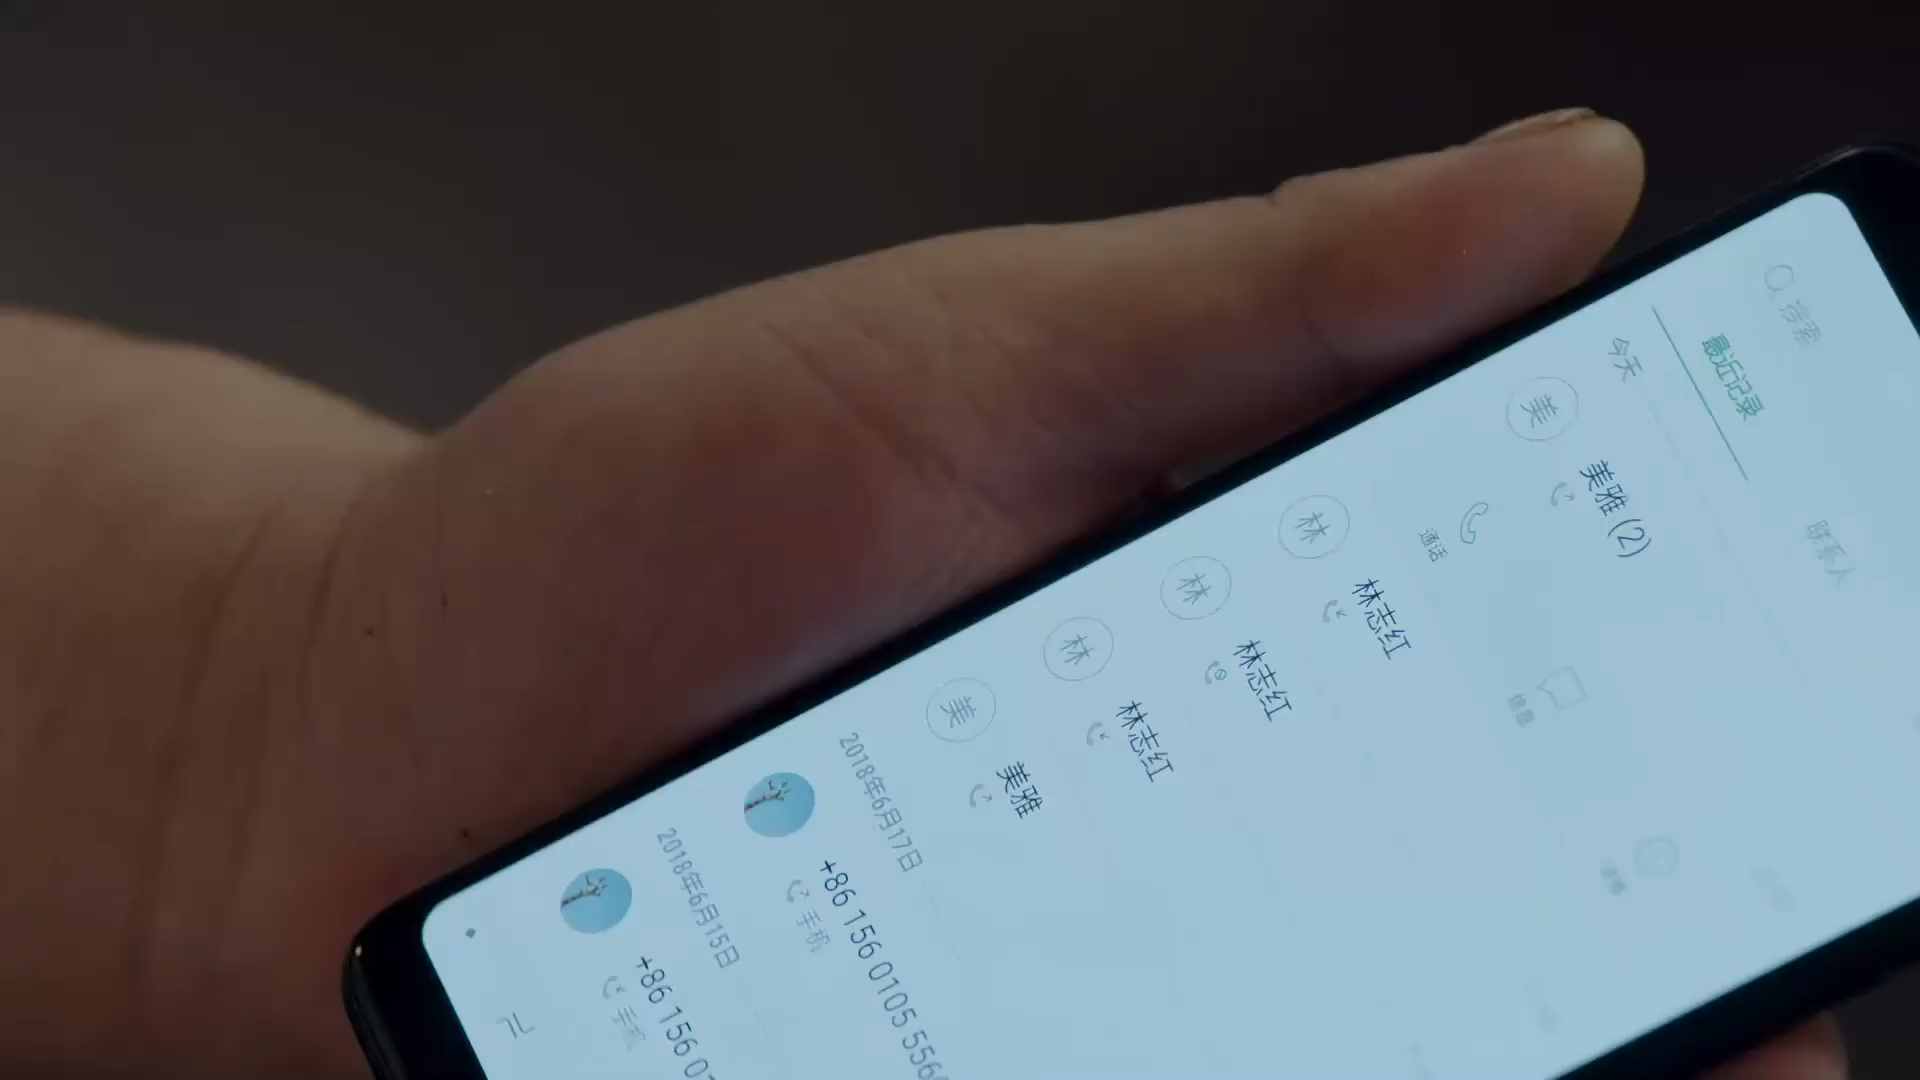 搜索
最近记录
联系人
今天
美
美雅 (2)
通话
信息
林
林志红
林
林志红
林
林志红
美
美雅
2018年6月17日
+86 156 0105 556
手机
2018年6月15日
+86 156 0
手机